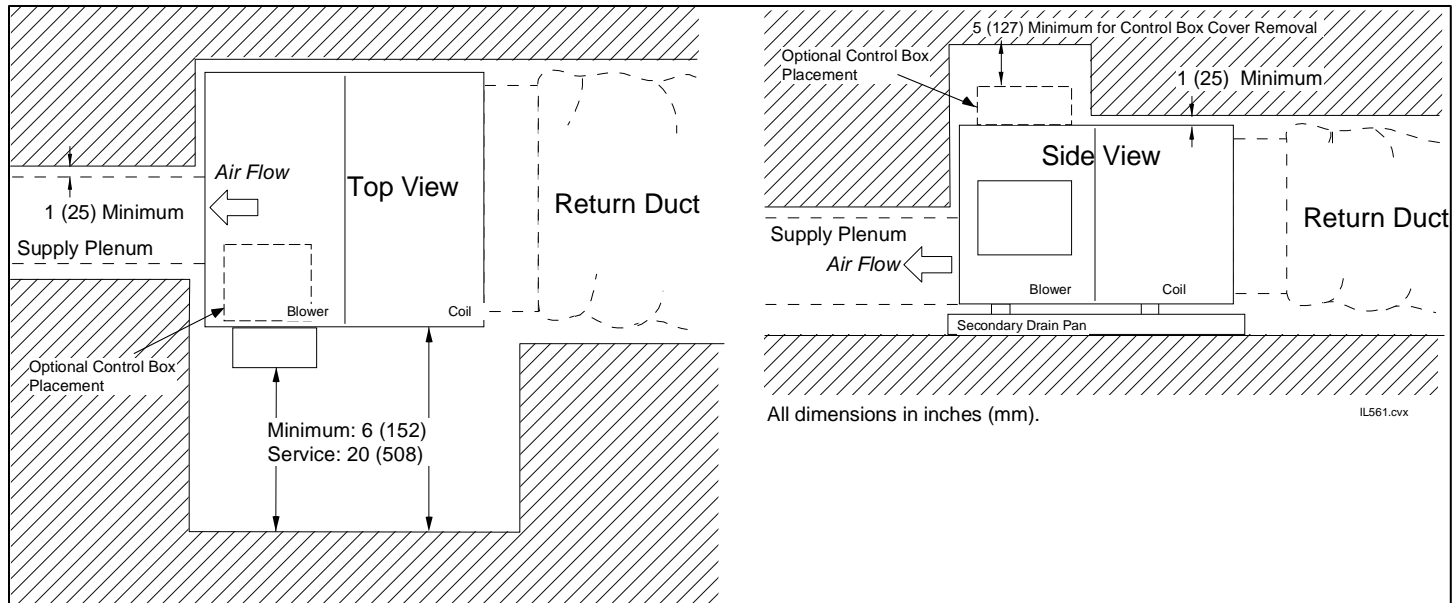 Air Flow
Top View
Return Duct
1 (25) Minimum
Supply Plenum
Blower
Coil
Optional Control Box
Placement
Minimum: 6 (152)
Service: 20 (508)
5 (127) Minimum for Control Box Cover Removal
Optional Control Box
Placement
1 (25) Minimum
Side View
Return Duct
Supply Plenum
Air Flow
Blower
Coil
Secondary Drain Pan
All dimensions in inches (mm).
IL561.cvx